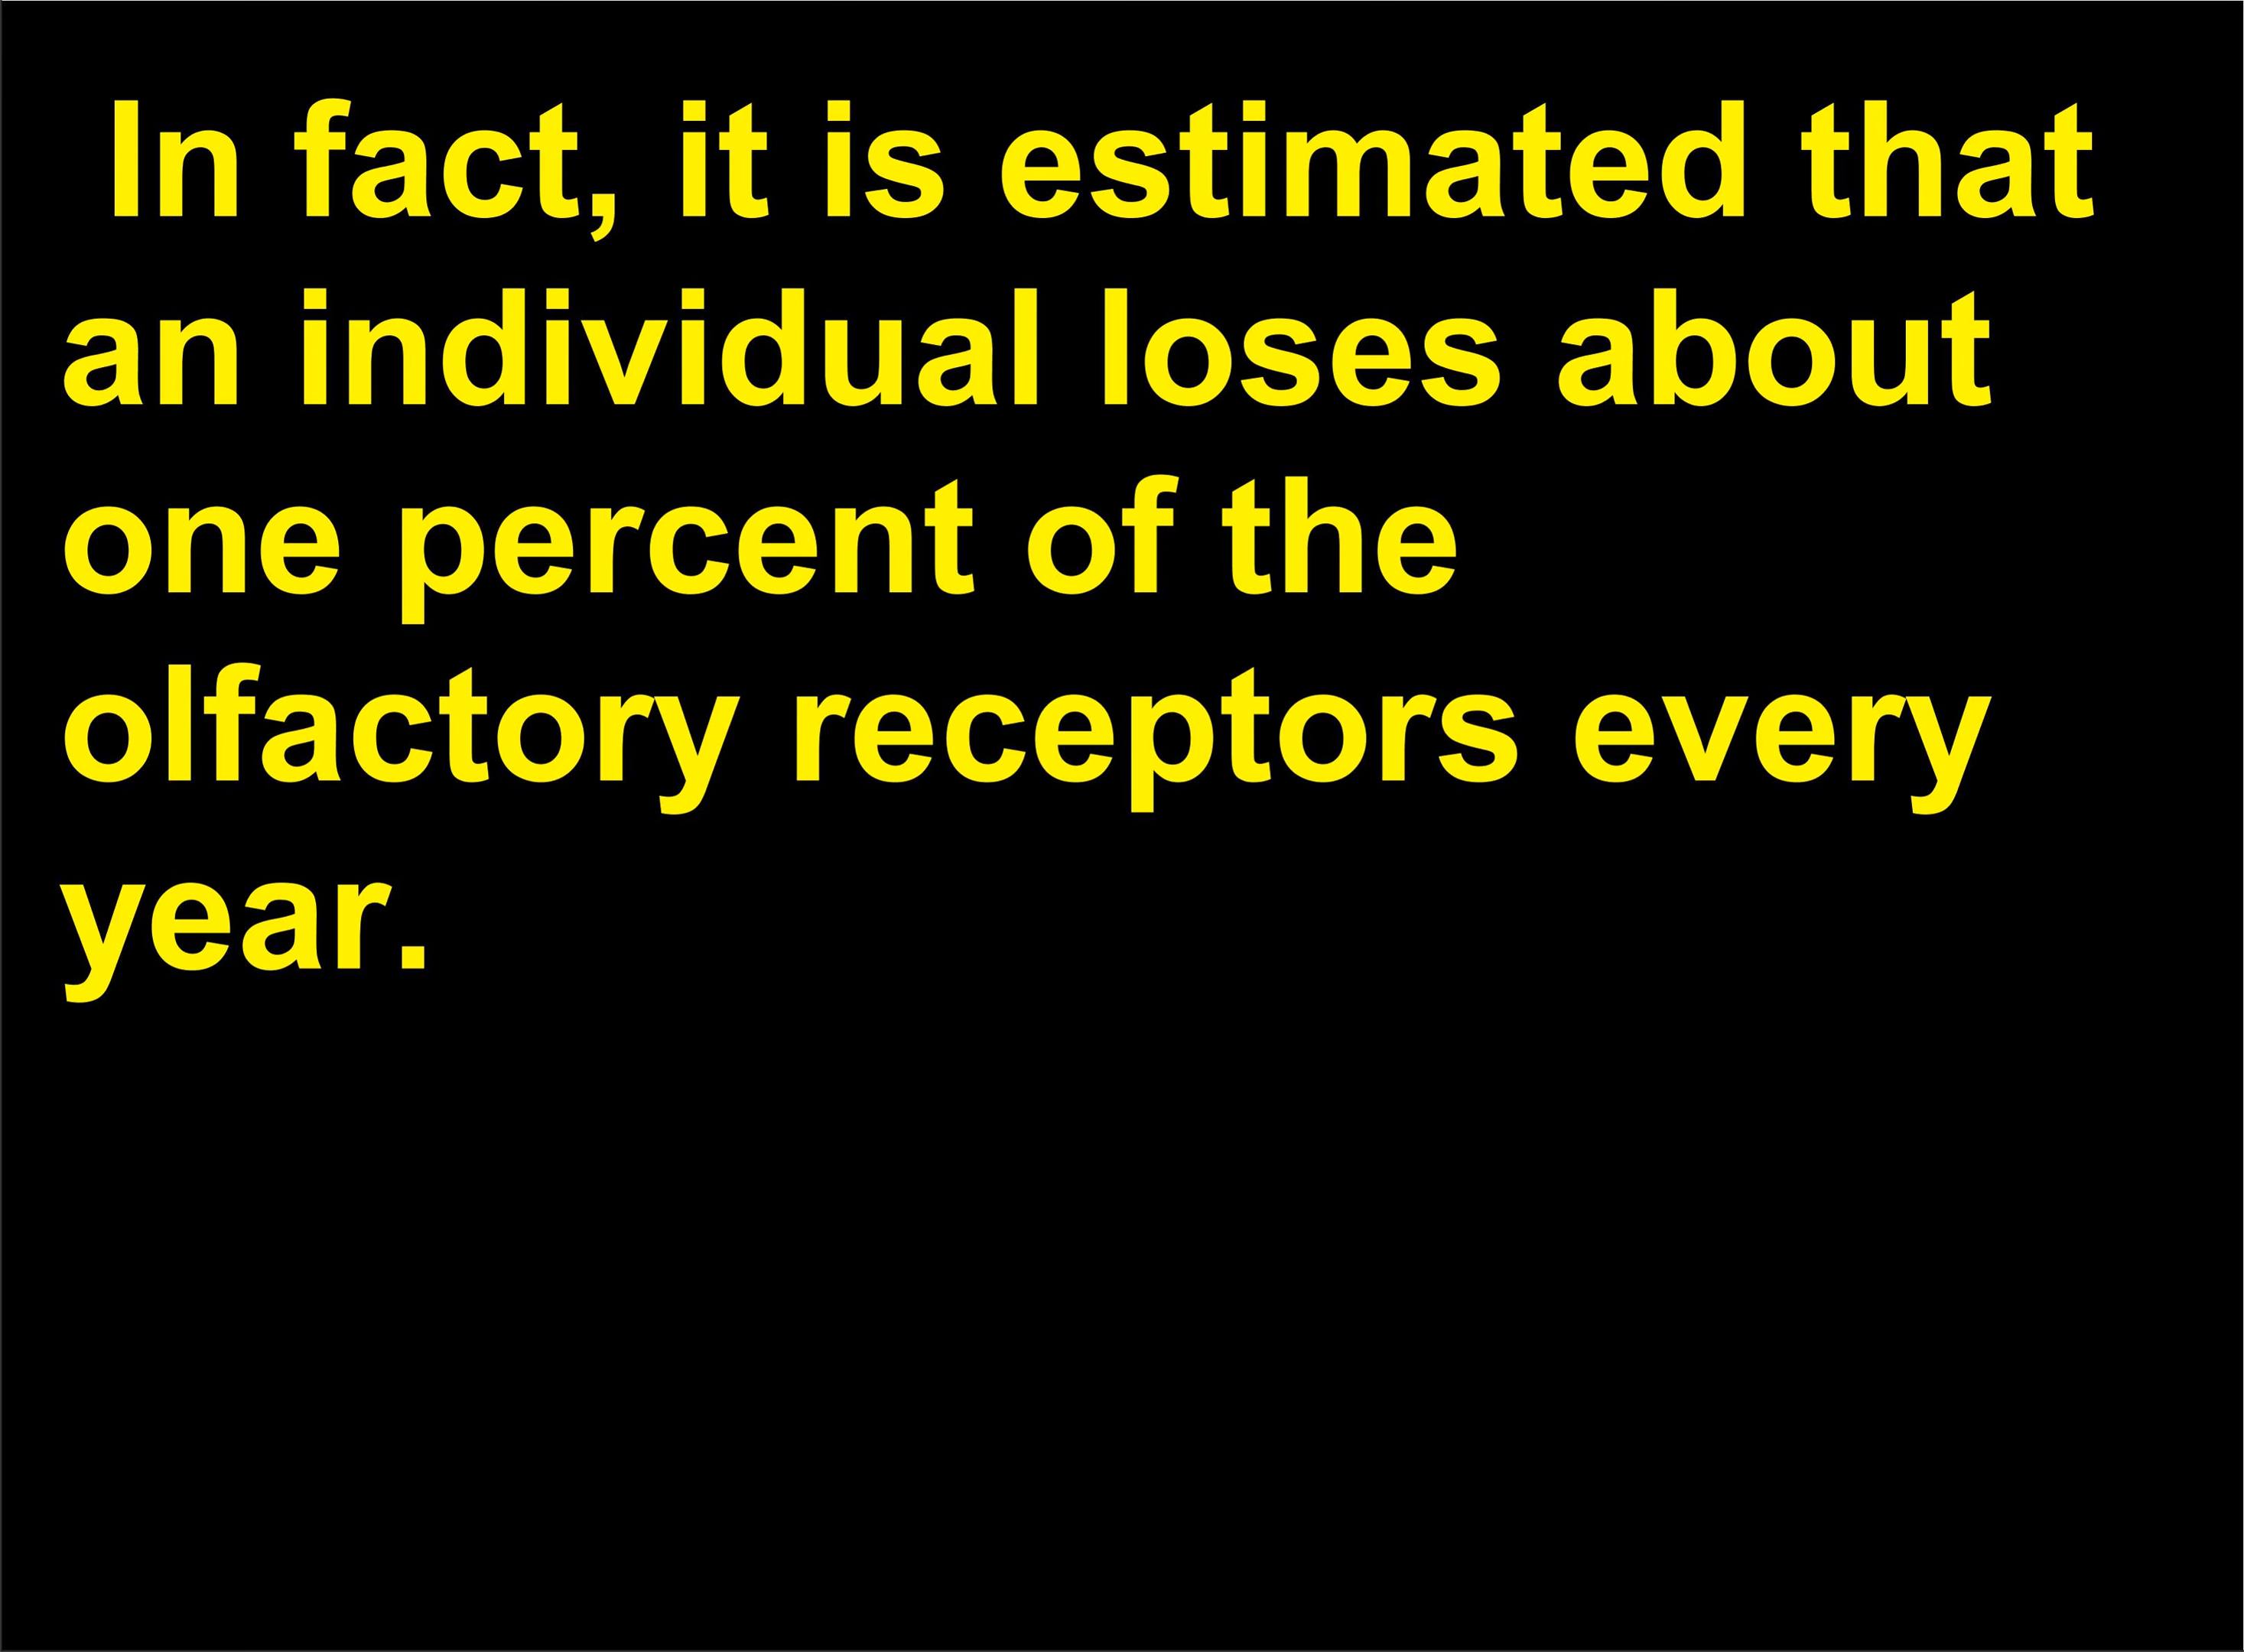 In fact, it is estimated that
an individual loses about
one percent of the
olfactory receptors every
year.